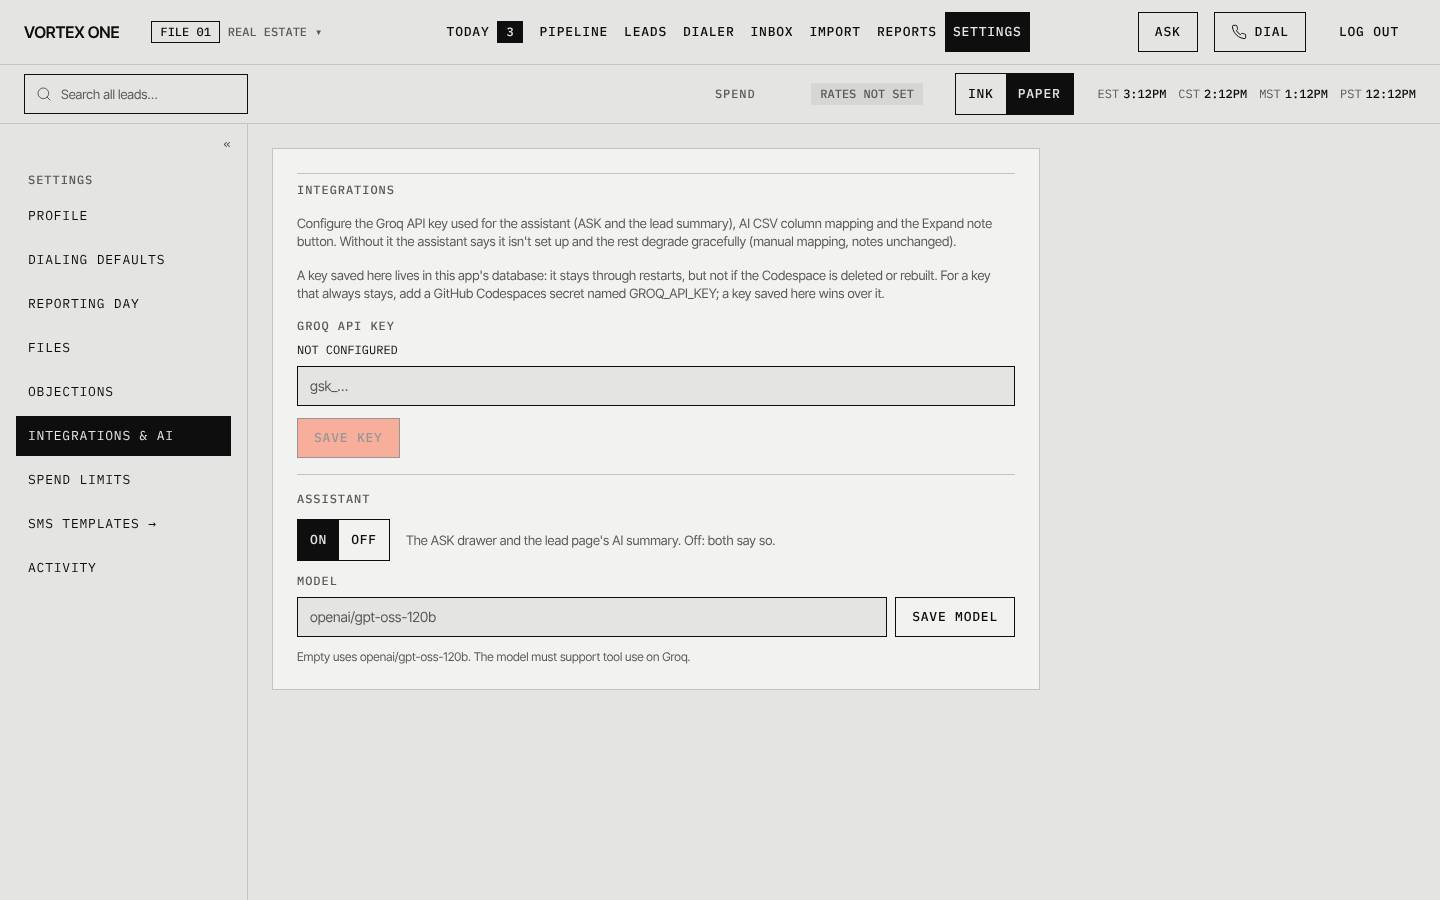 VORTEX ONE
FILE 01 REAL ESTATE ▾
TODAY 3 PIPELINE LEADS DIALER INBOX IMPORT REPORTS SETTINGS
ASK DIAL LOG OUT
Search all leads...
SPEND RATES NOT SET INK PAPER EST 3:12PM CST 2:12PM MST 1:12PM PST 12:12PM
«
SETTINGS
PROFILE
DIALING DEFAULTS
REPORTING DAY
FILES
OBJECTIONS
INTEGRATIONS & AI
SPEND LIMITS
SMS TEMPLATES →
ACTIVITY
INTEGRATIONS
Configure the Groq API key used for the assistant (ASK and the lead summary), AI CSV column mapping and the Expand note
button. Without it the assistant says it isn't set up and the rest degrade gracefully (manual mapping, notes unchanged).
A key saved here lives in this app's database: it stays through restarts, but not if the Codespace is deleted or rebuilt. For a key
that always stays, add a GitHub Codespaces secret named GROQ_API_KEY; a key saved here wins over it.
GROQ API KEY
NOT CONFIGURED
gsk_...
SAVE KEY
ASSISTANT
ON OFF The ASK drawer and the lead page's AI summary. Off: both say so.
MODEL
openai/gpt-oss-120b SAVE MODEL
Empty uses openai/gpt-oss-120b. The model must support tool use on Groq.